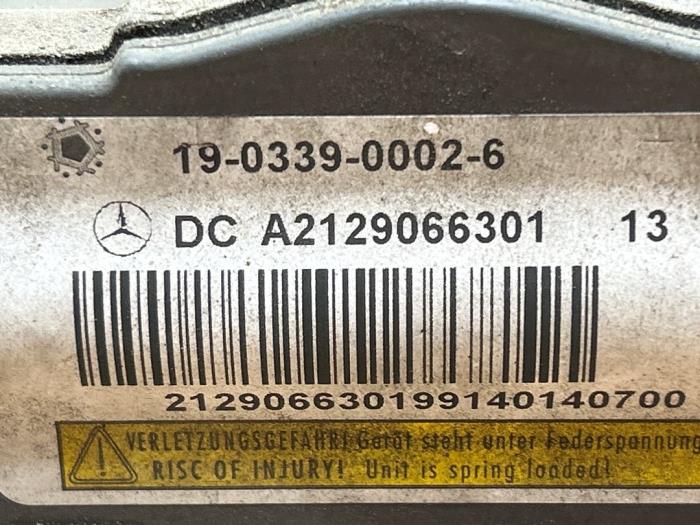 19-0339-0002-6
DC A2129066301 13
212906630199140140700
VERLETZUNGSGEFAHR! Gerät steht unter Federspannung
RISC OF INJURY! Unit is spring loaded!